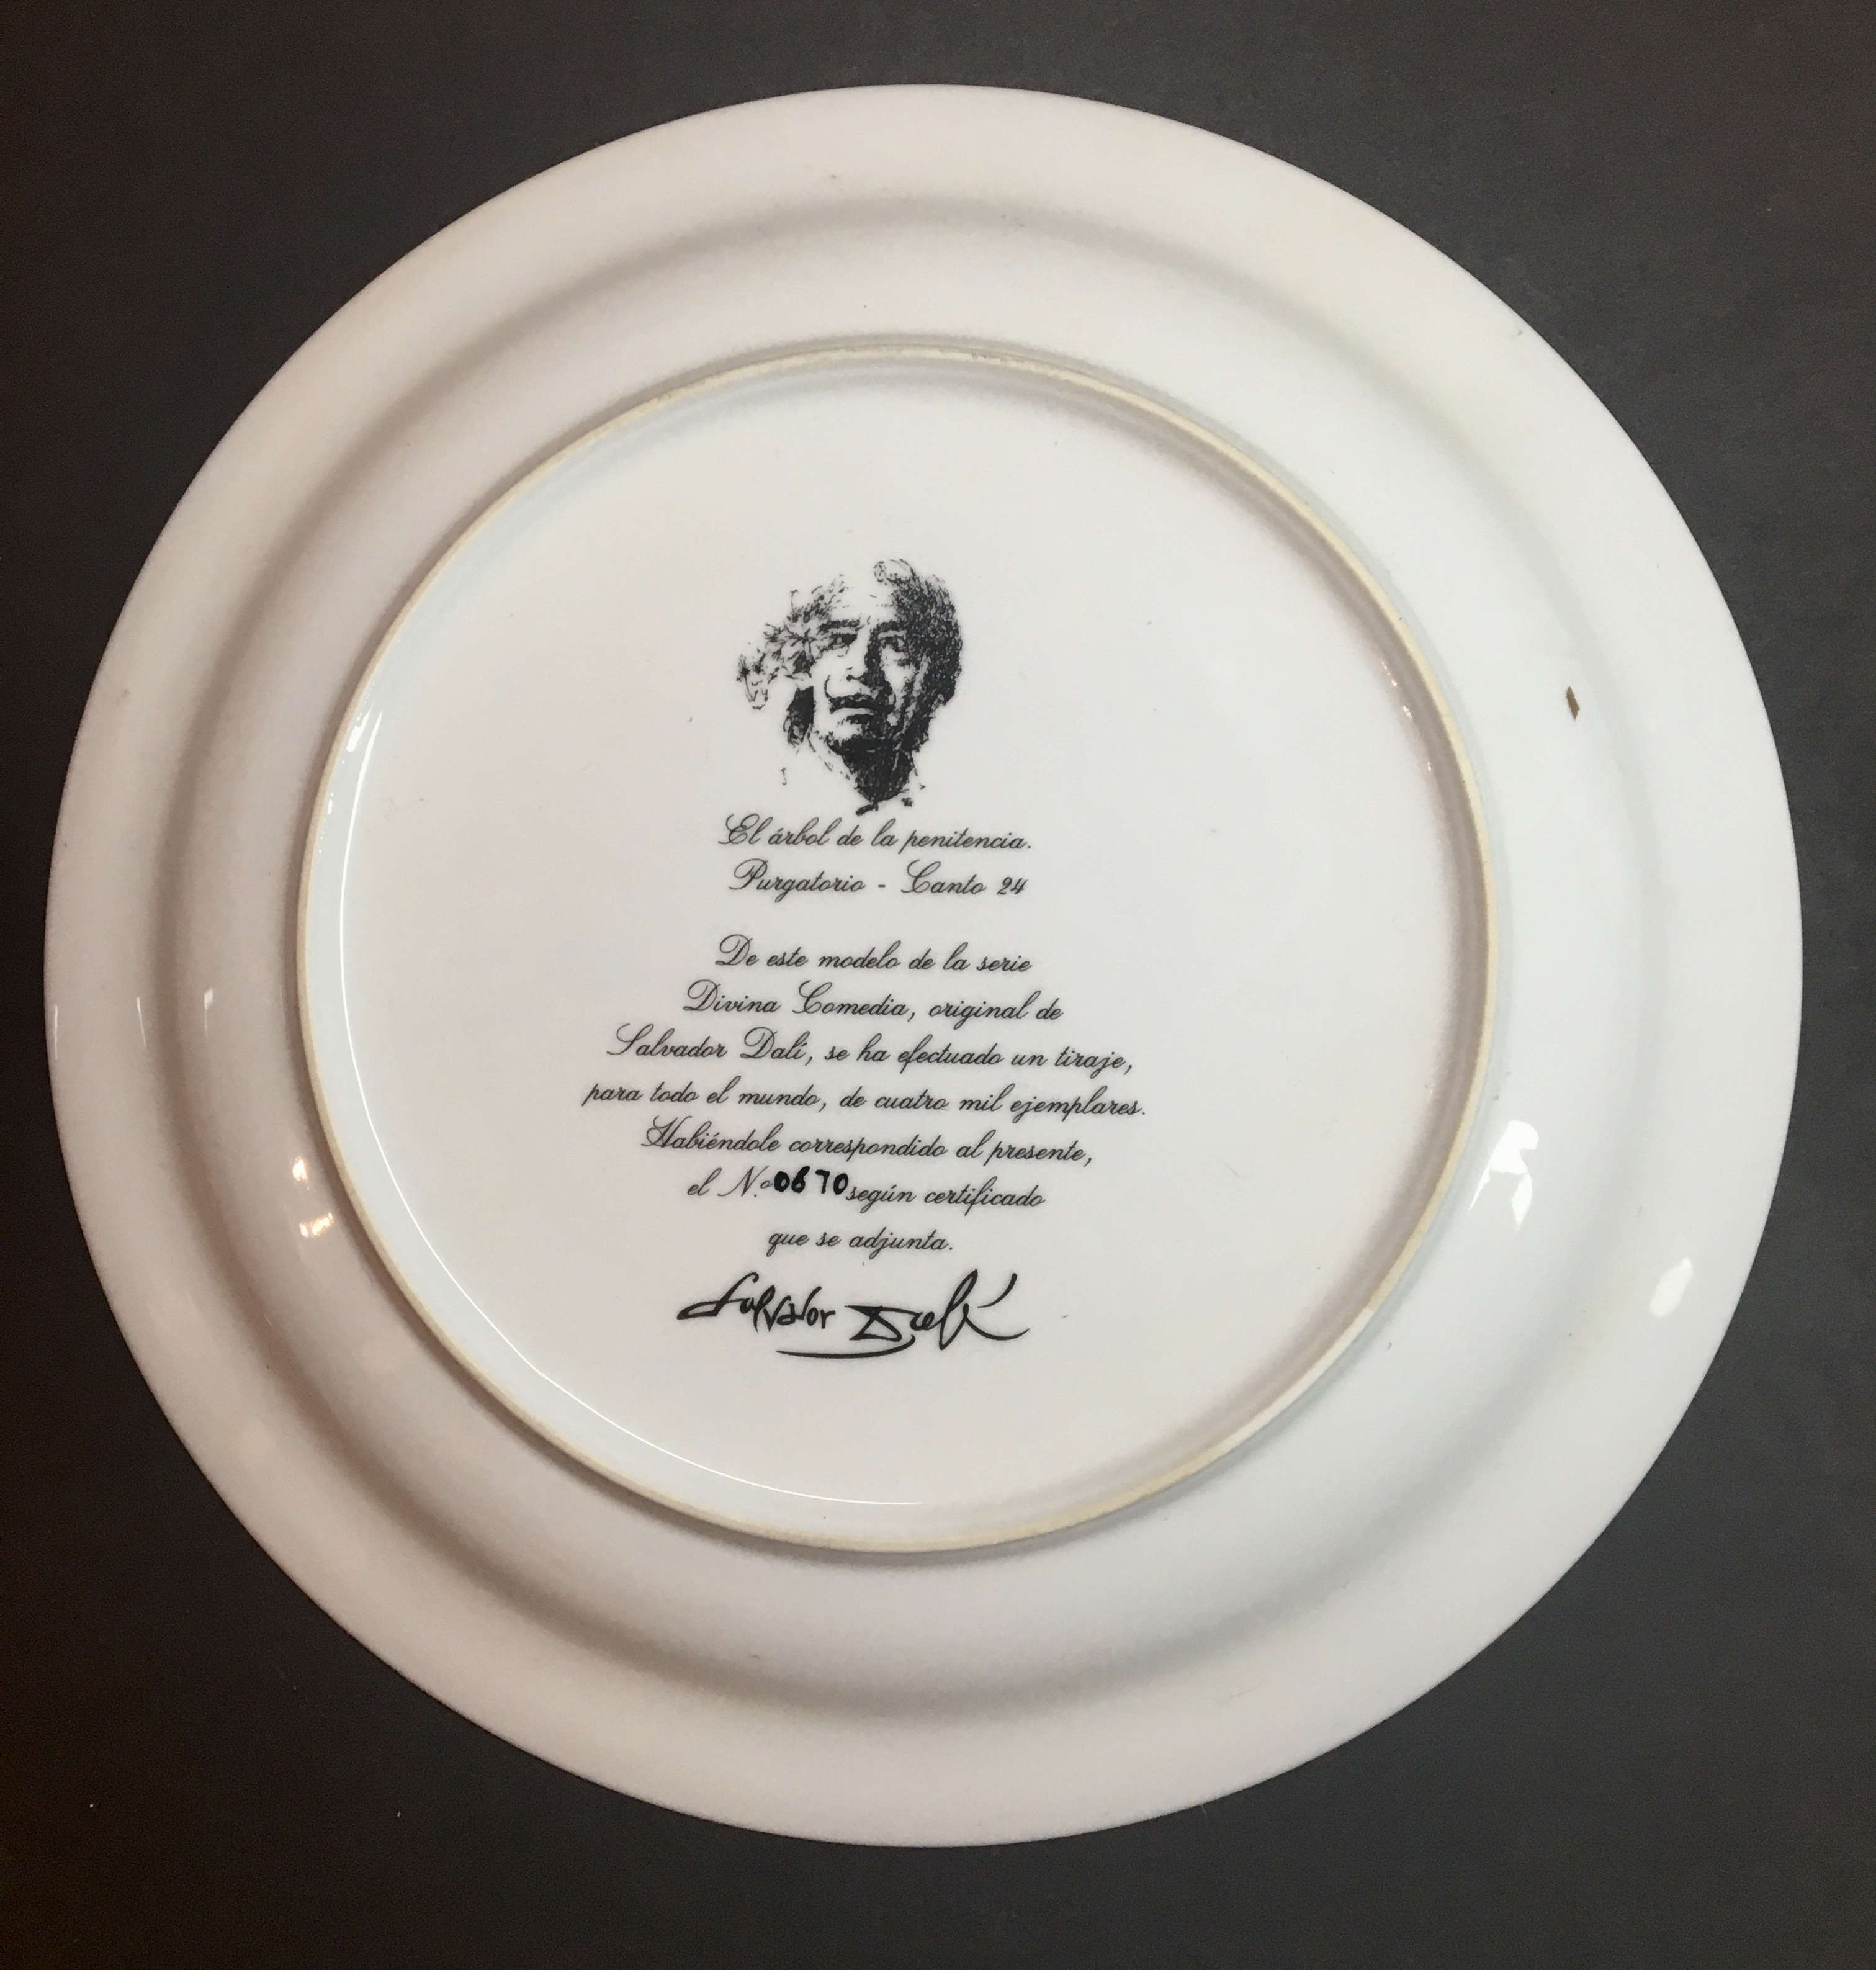 El árbol de la penitencia.
Purgatorio - Canto 24
De este modelo de la serie
Divina Comedia, original de
Salvador Dalí, se ha efectuado un tiraje,
para todo el mundo, de cuatro mil ejemplares.
Habiéndole correspondido al presente,
el N.º 0670 según certificado
que se adjunta.
Salvador Dalí